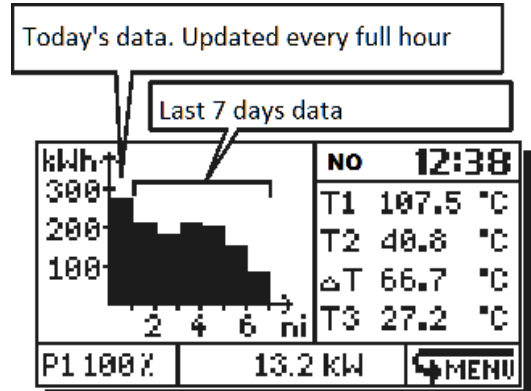 Today's data. Updated every full hour
Last 7 days data
kWh
300
200
100
2 4 6 ni
NO 12:38
T1 107.5 °C
T2 40.8 °C
△T 66.7 °C
T3 27.2 °C
P1 100% 13.2 KW MENU